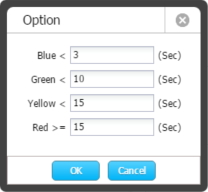 Option
Blue < 3 (Sec)
Green < 10 (Sec)
Yellow < 15 (Sec)
Red >= 15 (Sec)
OK Cancel